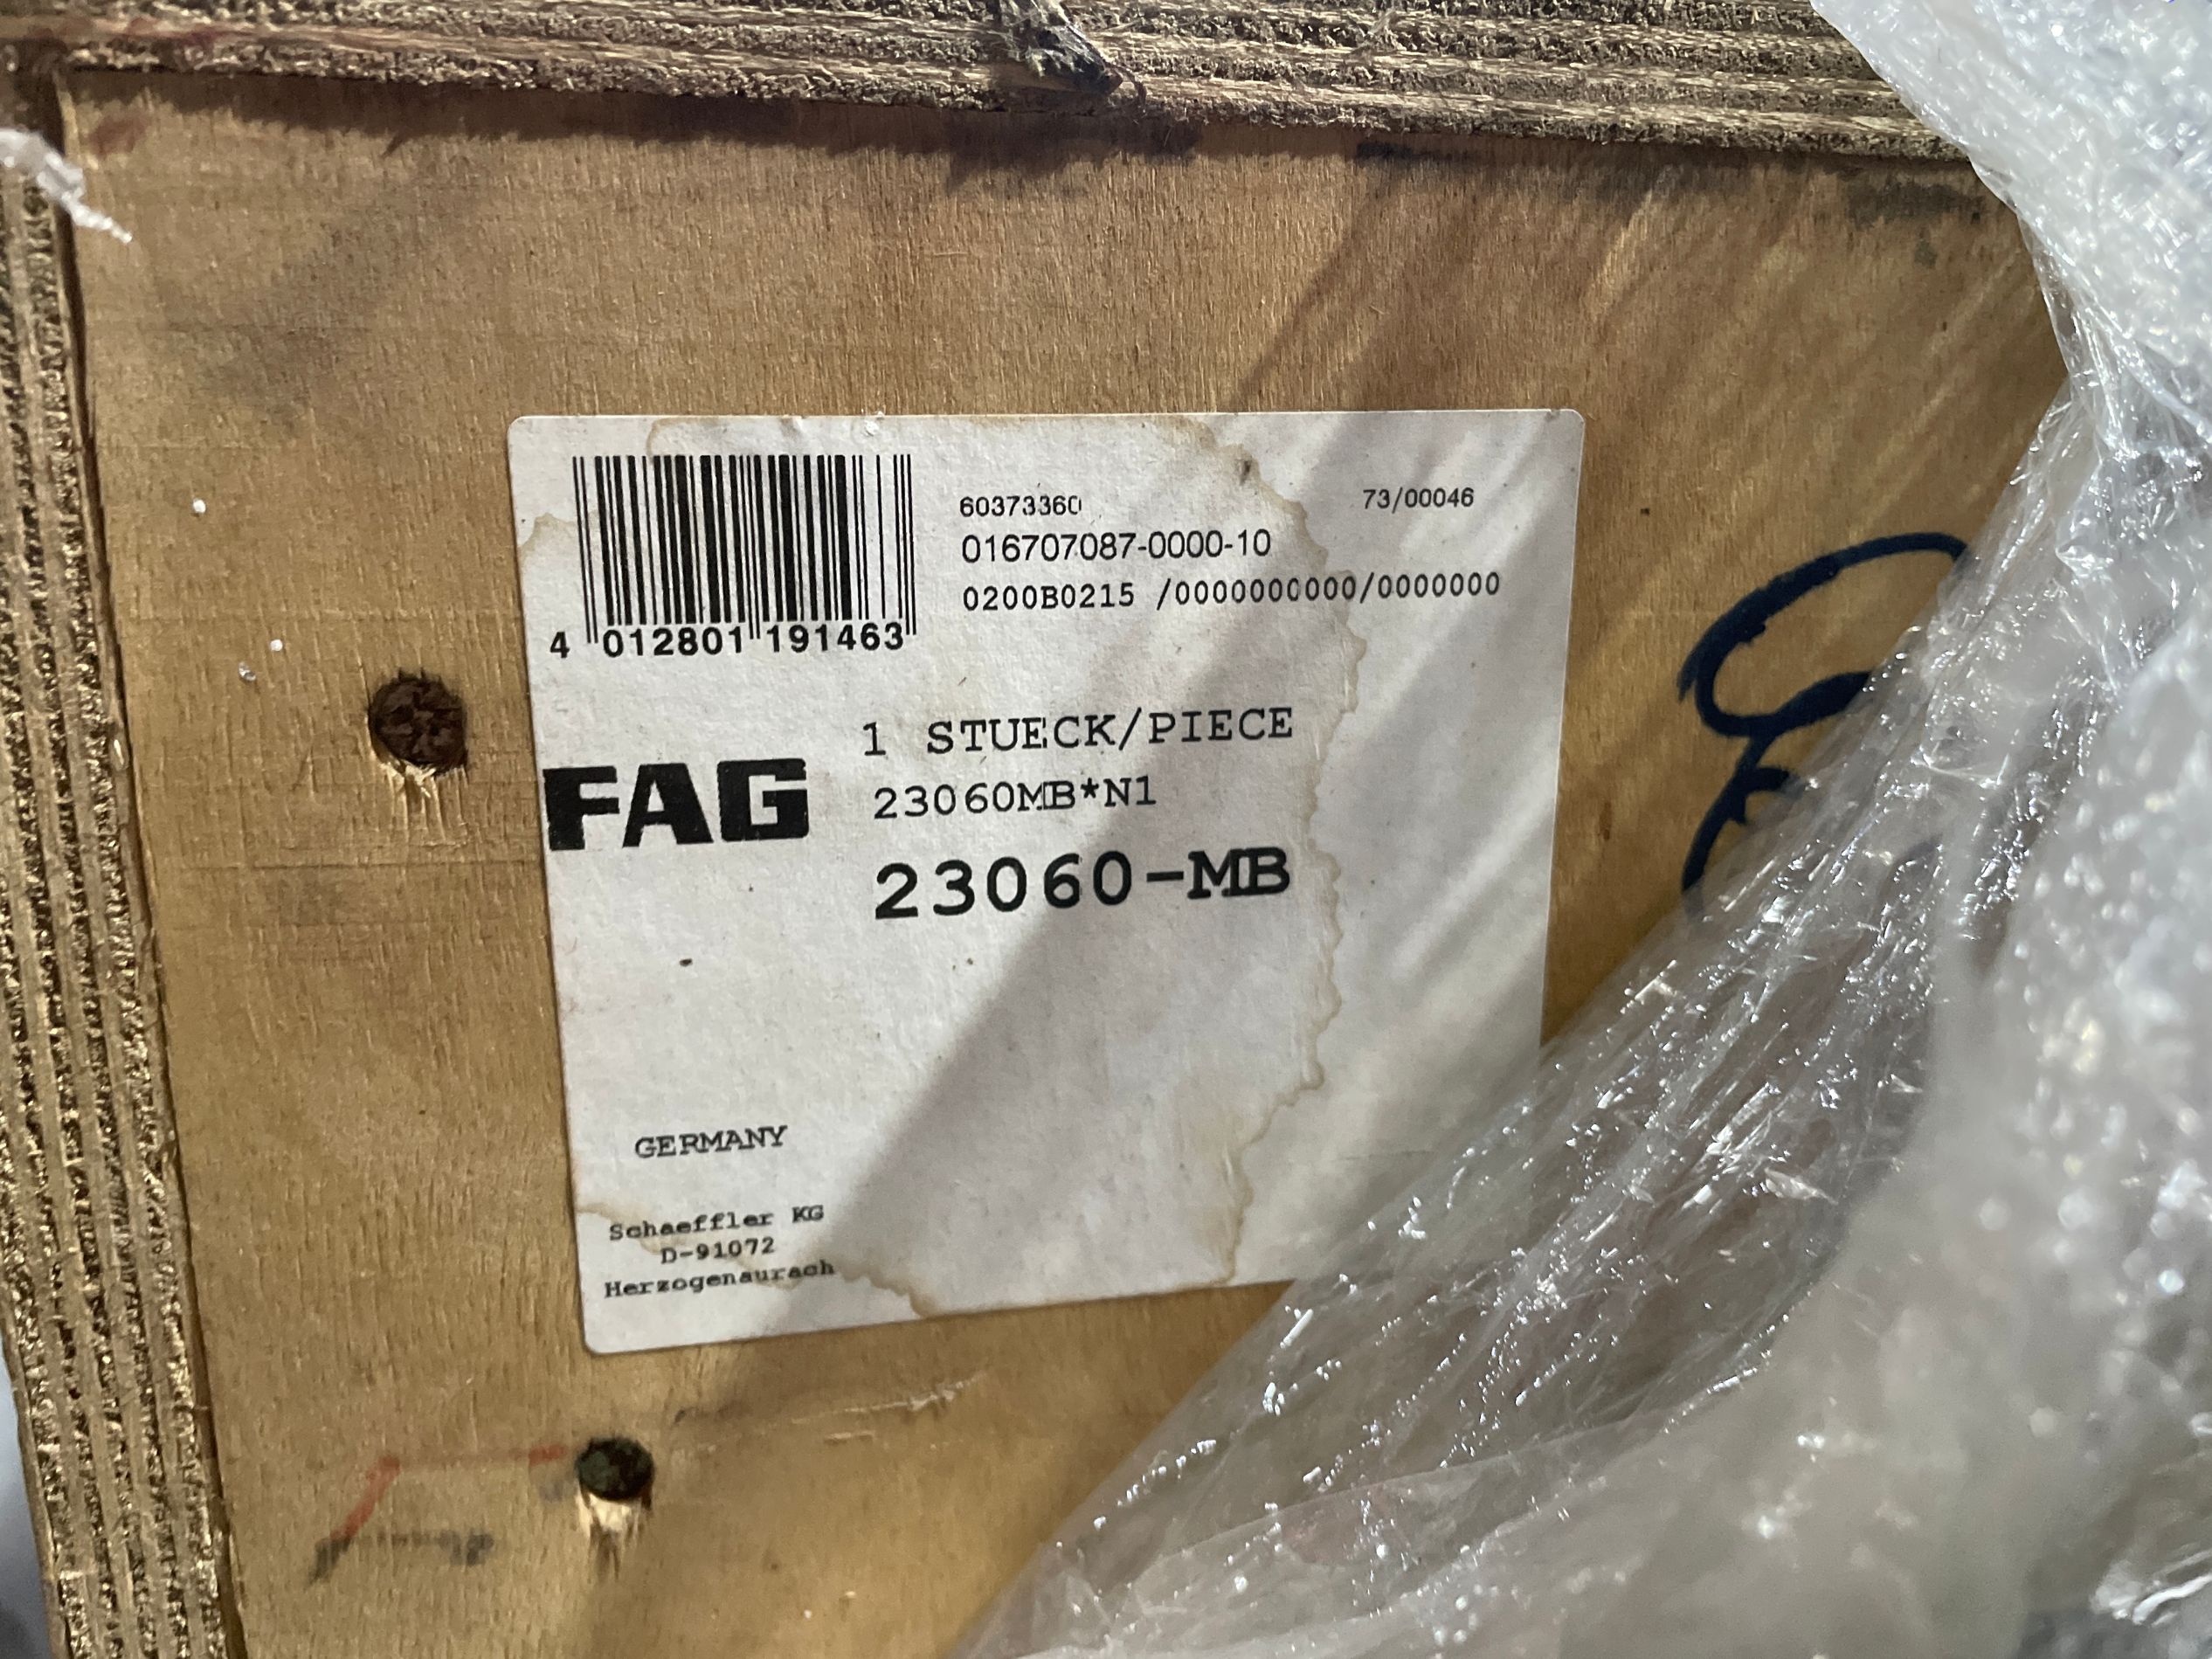 60373360 73/00046
016707087-0000-10
0200B0215 /0000000000/0000000
4 012801 191463
1 STUECK/PIECE
FAG
23060MB*N1
23060-MB
GERMANY
Schaeffler KG
D-91072
Herzogenaurach